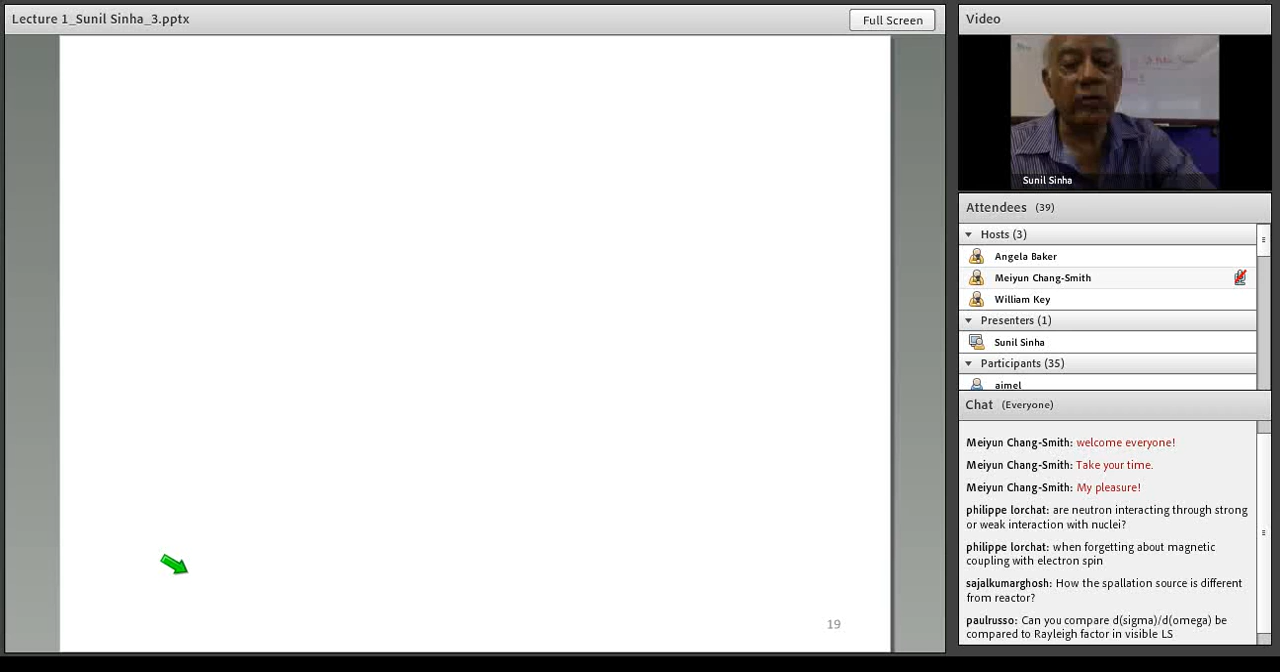 Lecture 1_Sunil Sinha_3.pptx
Full Screen
19
Video
Sunil Sinha
Attendees (39)
Hosts (3)
Angela Baker
Meiyun Chang-Smith
William Key
Presenters (1)
Sunil Sinha
Participants (35)
aimel
Chat (Everyone)
Meiyun Chang-Smith: welcome everyone!
Meiyun Chang-Smith: Take your time.
Meiyun Chang-Smith: My pleasure!
philippe lorchat: are neutron interacting through strong
or weak interaction with nuclei?
philippe lorchat: when forgetting about magnetic
coupling with electron spin
sajalkumarghosh: How the spallation source is different
from reactor?
paulrusso: Can you compare d(sigma)/d(omega) be
compared to Rayleigh factor in visible LS